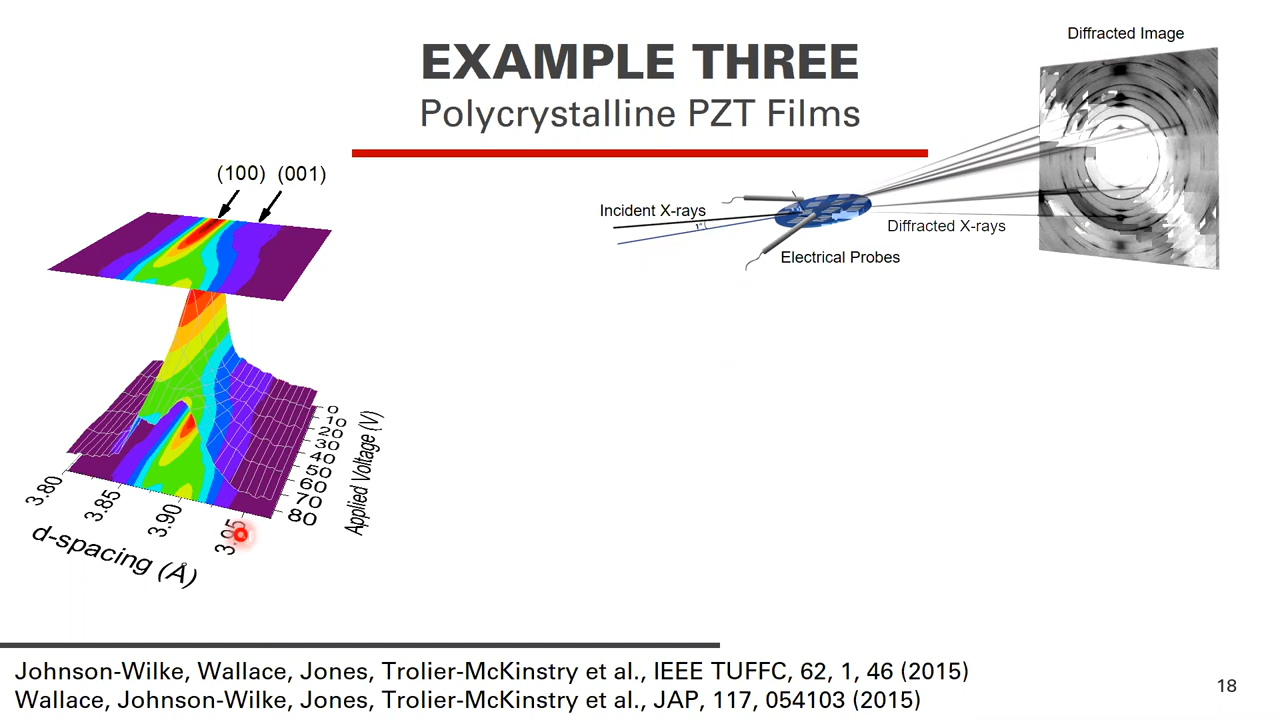 EXAMPLE THREE
Polycrystalline PZT Films
Diffracted Image
(100) (001)
Incident X-rays
1°
Diffracted X-rays
Electrical Probes
0
10
20
30
40
50
60
70
80
Applied Voltage (V)
3.80
3.85
3.90
3.95
d-spacing (Å)
Johnson-Wilke, Wallace, Jones, Trolier-McKinstry et al., IEEE TUFFC, 62, 1, 46 (2015)
Wallace, Johnson-Wilke, Jones, Trolier-McKinstry et al., JAP, 117, 054103 (2015)
18